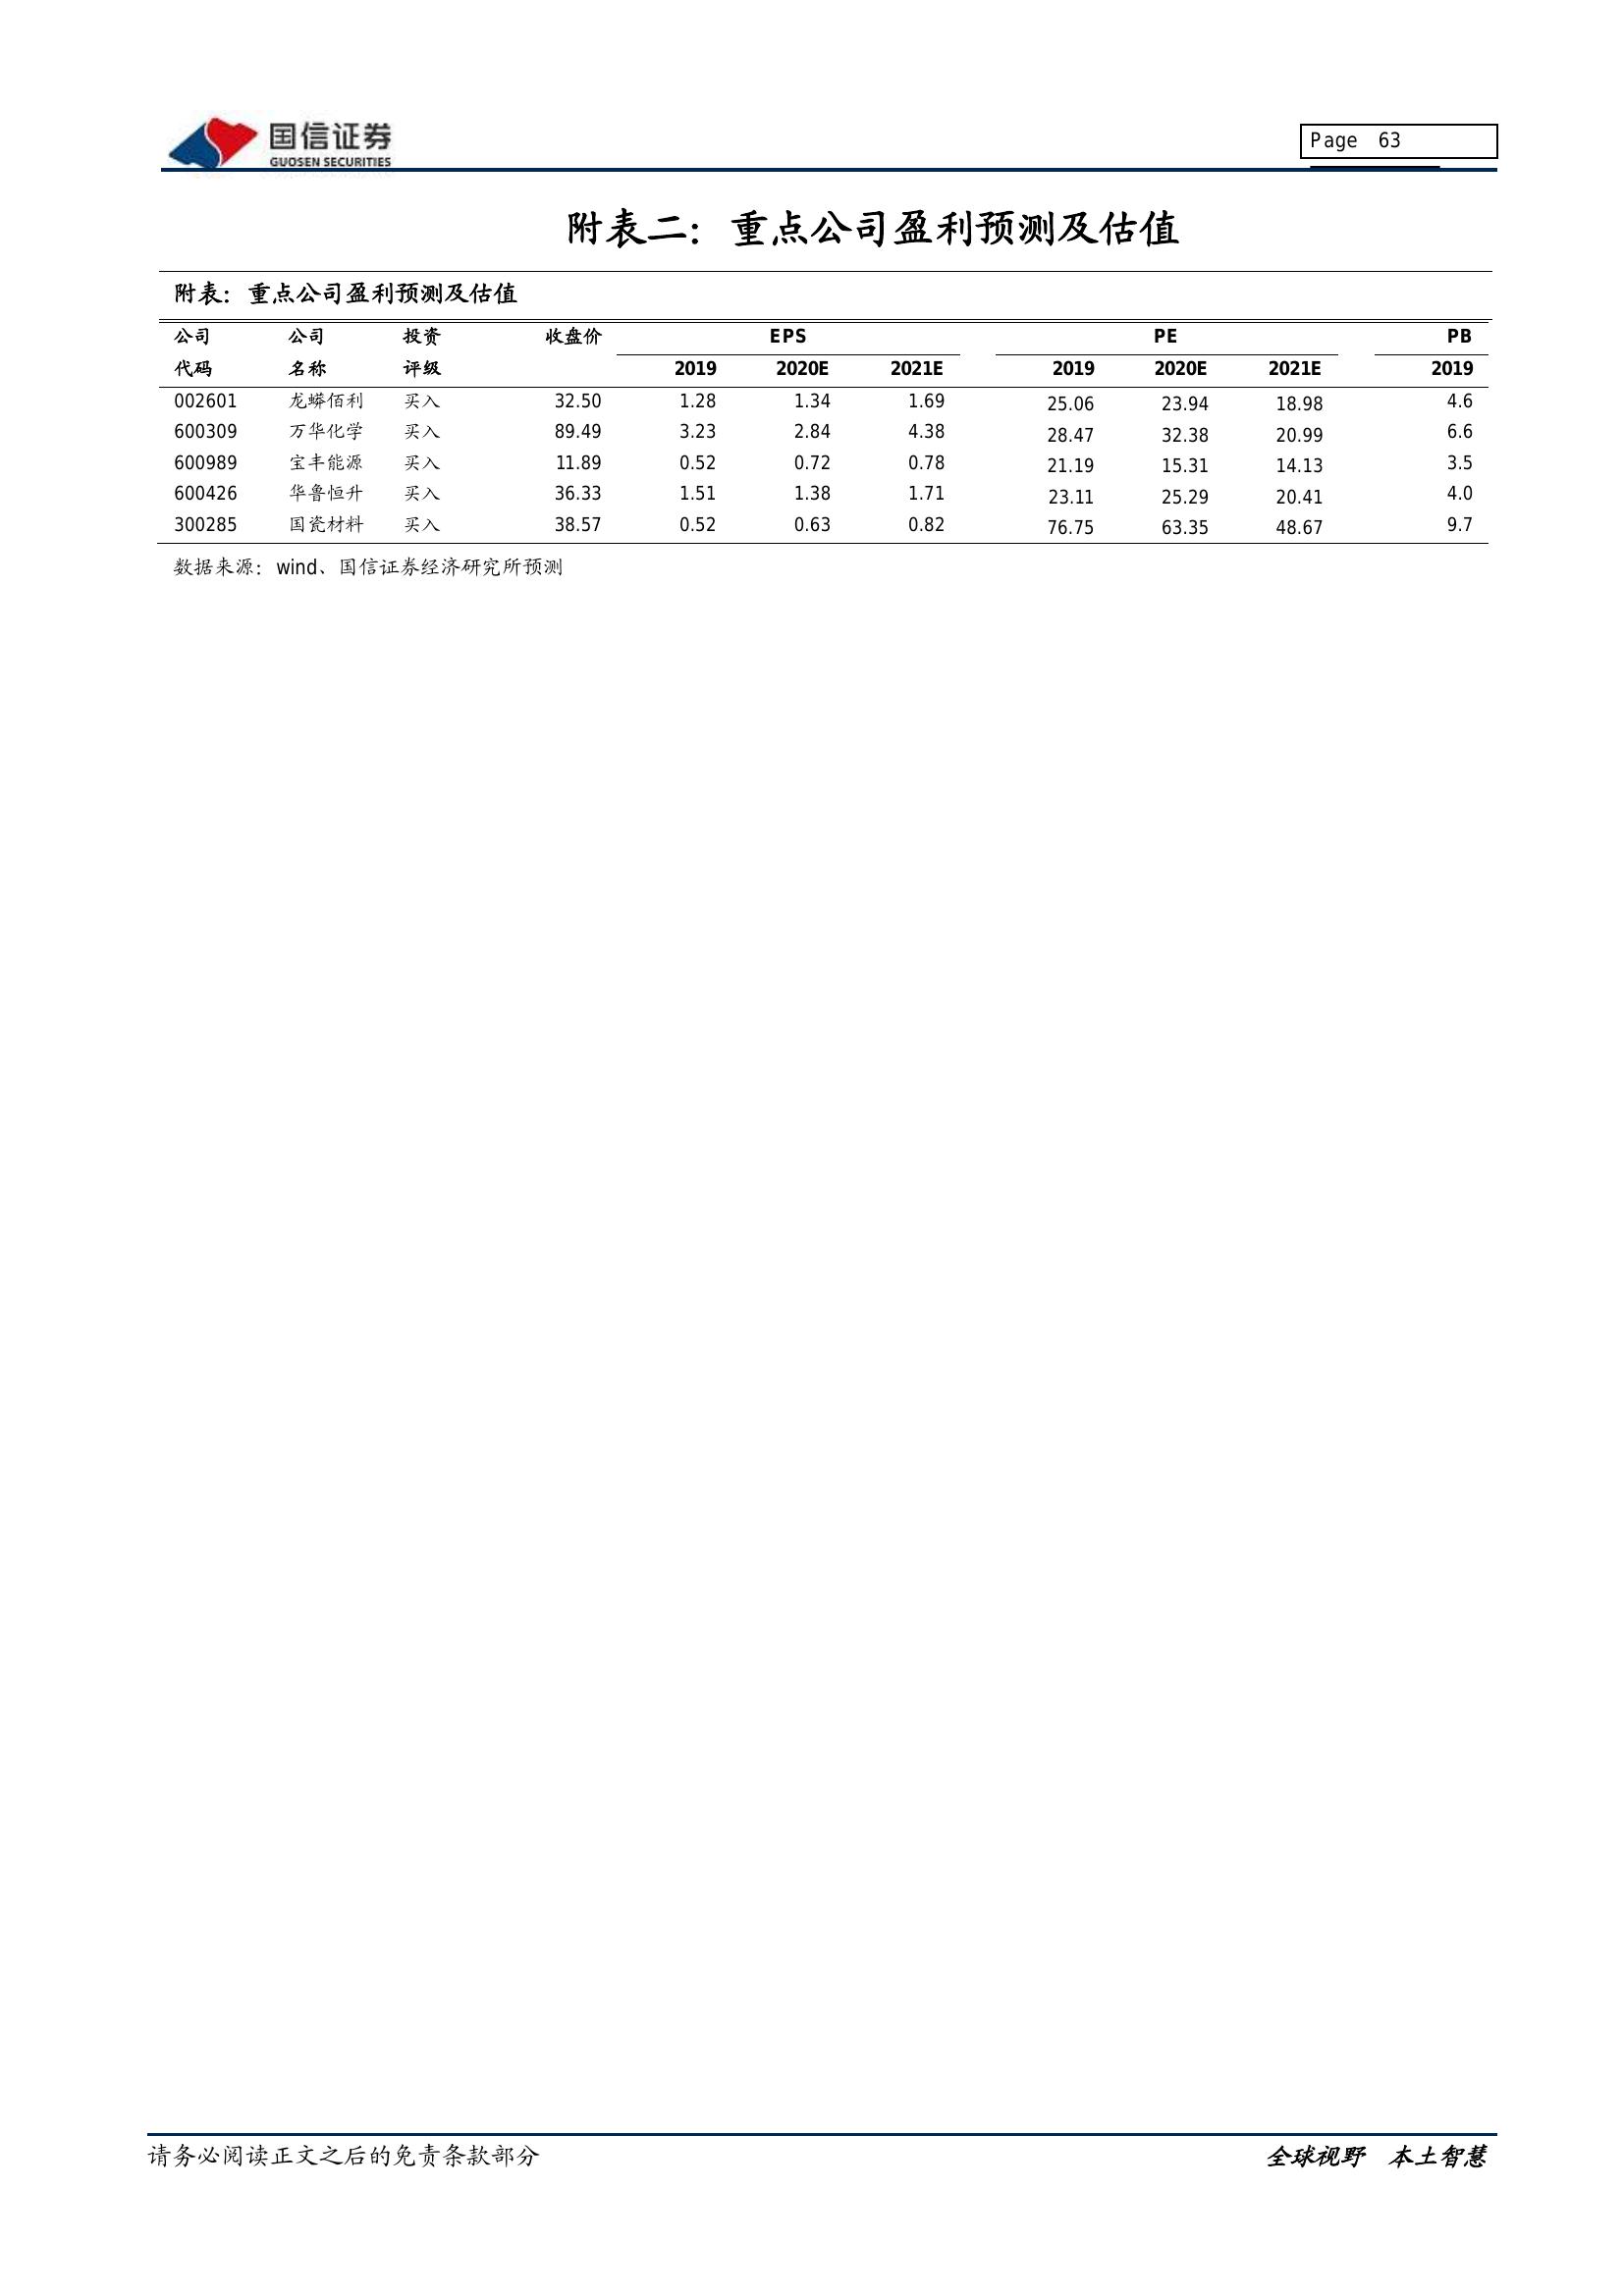 国信证券
GUOSEN SECURITIES
Page 63
附表二：重点公司盈利预测及估值
附表：重点公司盈利预测及估值
公司 公司 投资 收盘价 EPS PE PB
代码 名称 评级 2019 2020E 2021E 2019 2020E 2021E 2019
002601 龙蟒佰利 买入 32.50 1.28 1.34 1.69 25.06 23.94 18.98 4.6
600309 万华化学 买入 89.49 3.23 2.84 4.38 28.47 32.38 20.99 6.6
600989 宝丰能源 买入 11.89 0.52 0.72 0.78 21.19 15.31 14.13 3.5
600426 华鲁恒升 买入 36.33 1.51 1.38 1.71 23.11 25.29 20.41 4.0
300285 国瓷材料 买入 38.57 0.52 0.63 0.82 76.75 63.35 48.67 9.7
数据来源：wind、国信证券经济研究所预测
请务必阅读正文之后的免责条款部分 全球视野 本土智慧